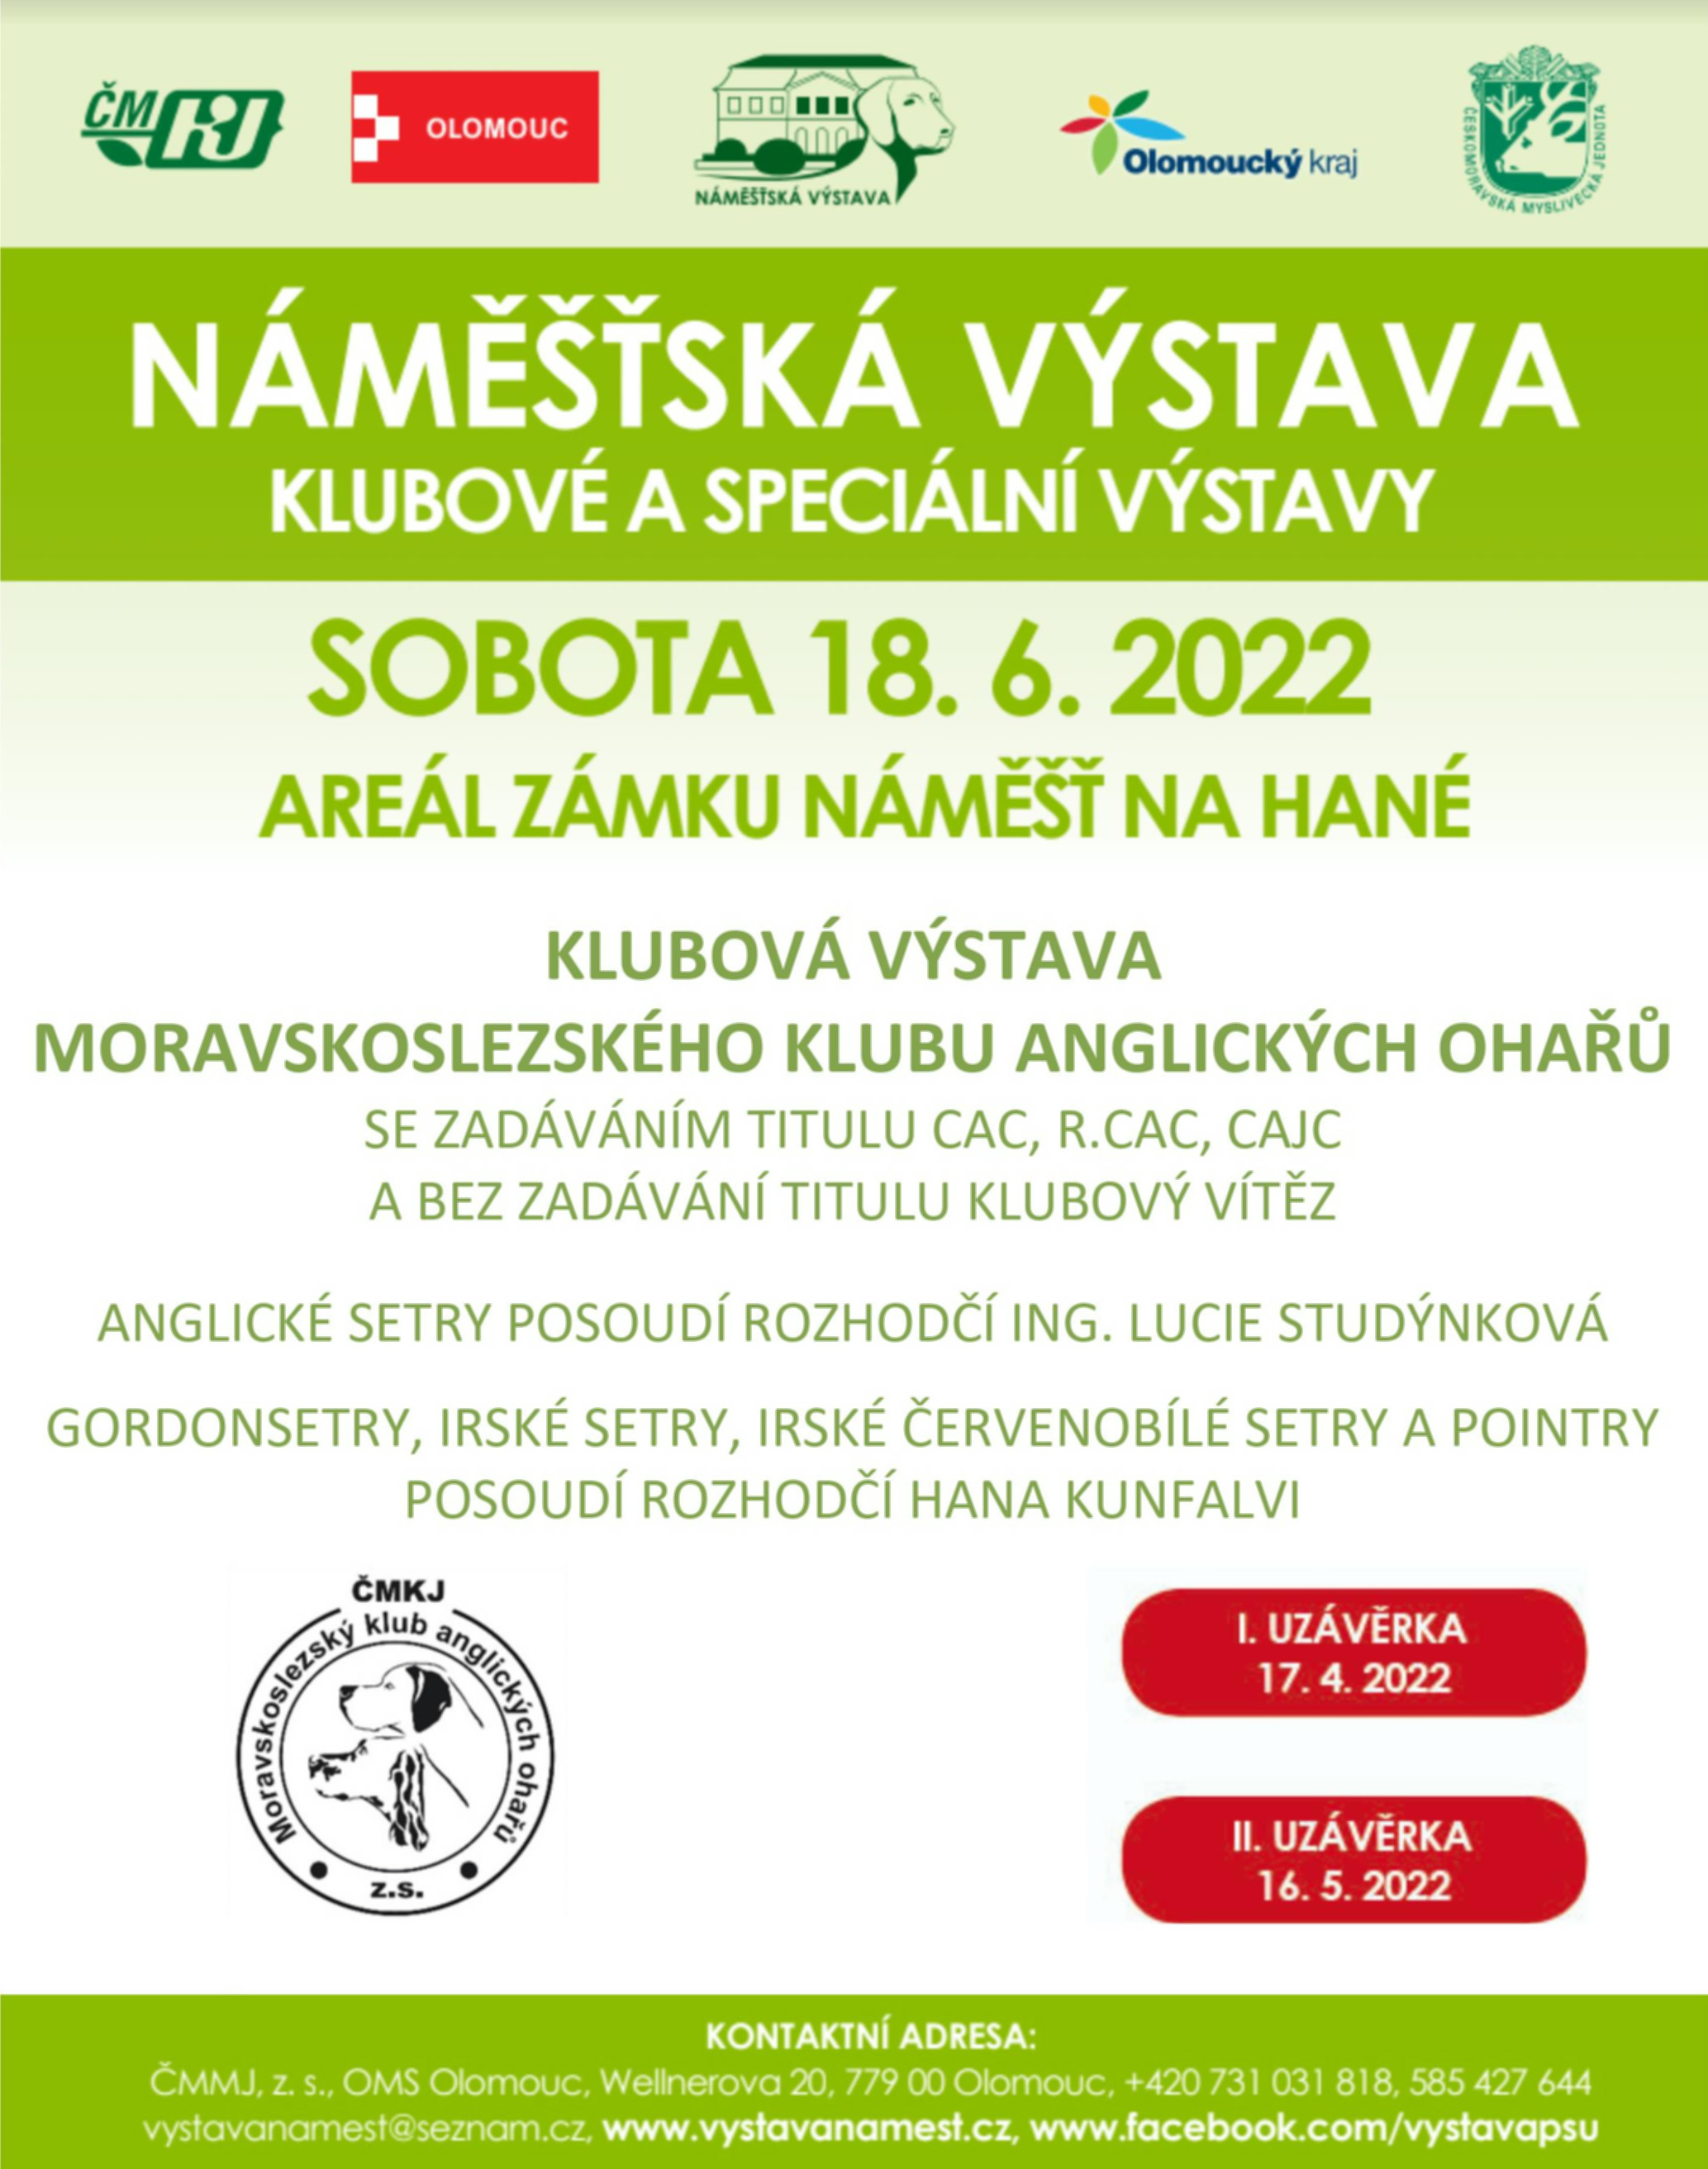 ČMKJ
OLOMOUC
NÁMĚŠŤSKÁ VÝSTAVA
Olomoucký kraj
ČESKOMORAVSKÁ MYSLIVECKÁ JEDNOTA
NÁMĚŠŤSKÁ VÝSTAVA
KLUBOVÉ A SPECIÁLNÍ VÝSTAVY
SOBOTA 18. 6. 2022
AREÁL ZÁMKU NÁMĚŠŤ NA HANÉ
KLUBOVÁ VÝSTAVA
MORAVSKOSLEZSKÉHO KLUBU ANGLICKÝCH OHAŘŮ
SE ZADÁVÁNÍM TITULU CAC, R.CAC, CAJC
A BEZ ZADÁVÁNÍ TITULU KLUBOVÝ VÍTĚZ
ANGLICKÉ SETRY POSOUDÍ ROZHODČÍ ING. LUCIE STUDÝNKOVÁ
GORDONSETRY, IRSKÉ SETRY, IRSKÉ ČERVENOBÍLÉ SETRY A POINTRY
POSOUDÍ ROZHODČÍ HANA KUNFALVI
ČMKJ
Moravskoslezský klub anglických ohařů
z.s.
I. UZÁVĚRKA
17. 4. 2022
II. UZÁVĚRKA
16. 5. 2022
KONTAKTNÍ ADRESA:
ČMMJ, z. s., OMS Olomouc, Wellnerova 20, 779 00 Olomouc, +420 731 031 818, 585 427 644
vystavanamest@seznam.cz, www.vystavanamest.cz, www.facebook.com/vystavapsu